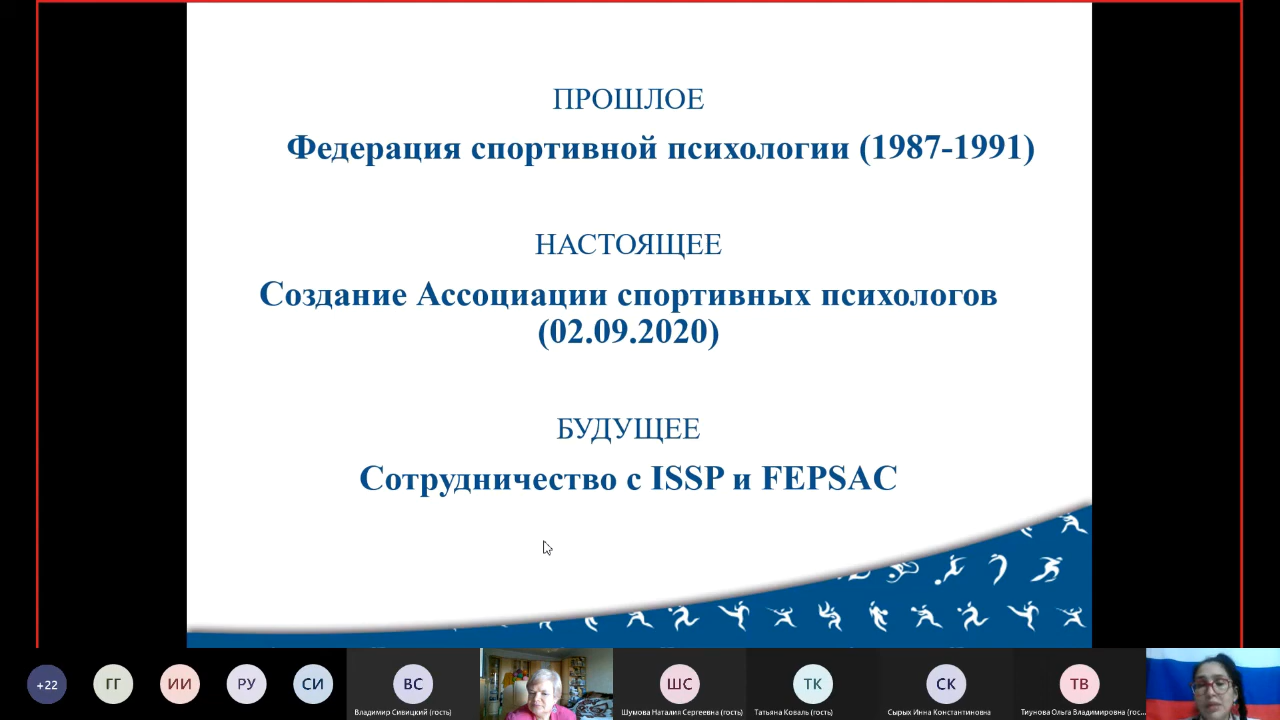 ПРОШЛОЕ
Федерация спортивной психологии (1987-1991)
НАСТОЯЩЕЕ
Создание Ассоциации спортивных психологов
(02.09.2020)
БУДУЩЕЕ
Сотрудничество с ISSP и FEPSAC
+22
ГГ
ИИ
РУ
СИ
ВС
ШС
ТК
СК
ТВ
Владимир Сивицкий (гость)
Шумова Наталия Сергеевна (гость)
Татьяна Коваль (гость)
Сырых Инна Константиновна
Тиунова Ольга Владимировна (гос...